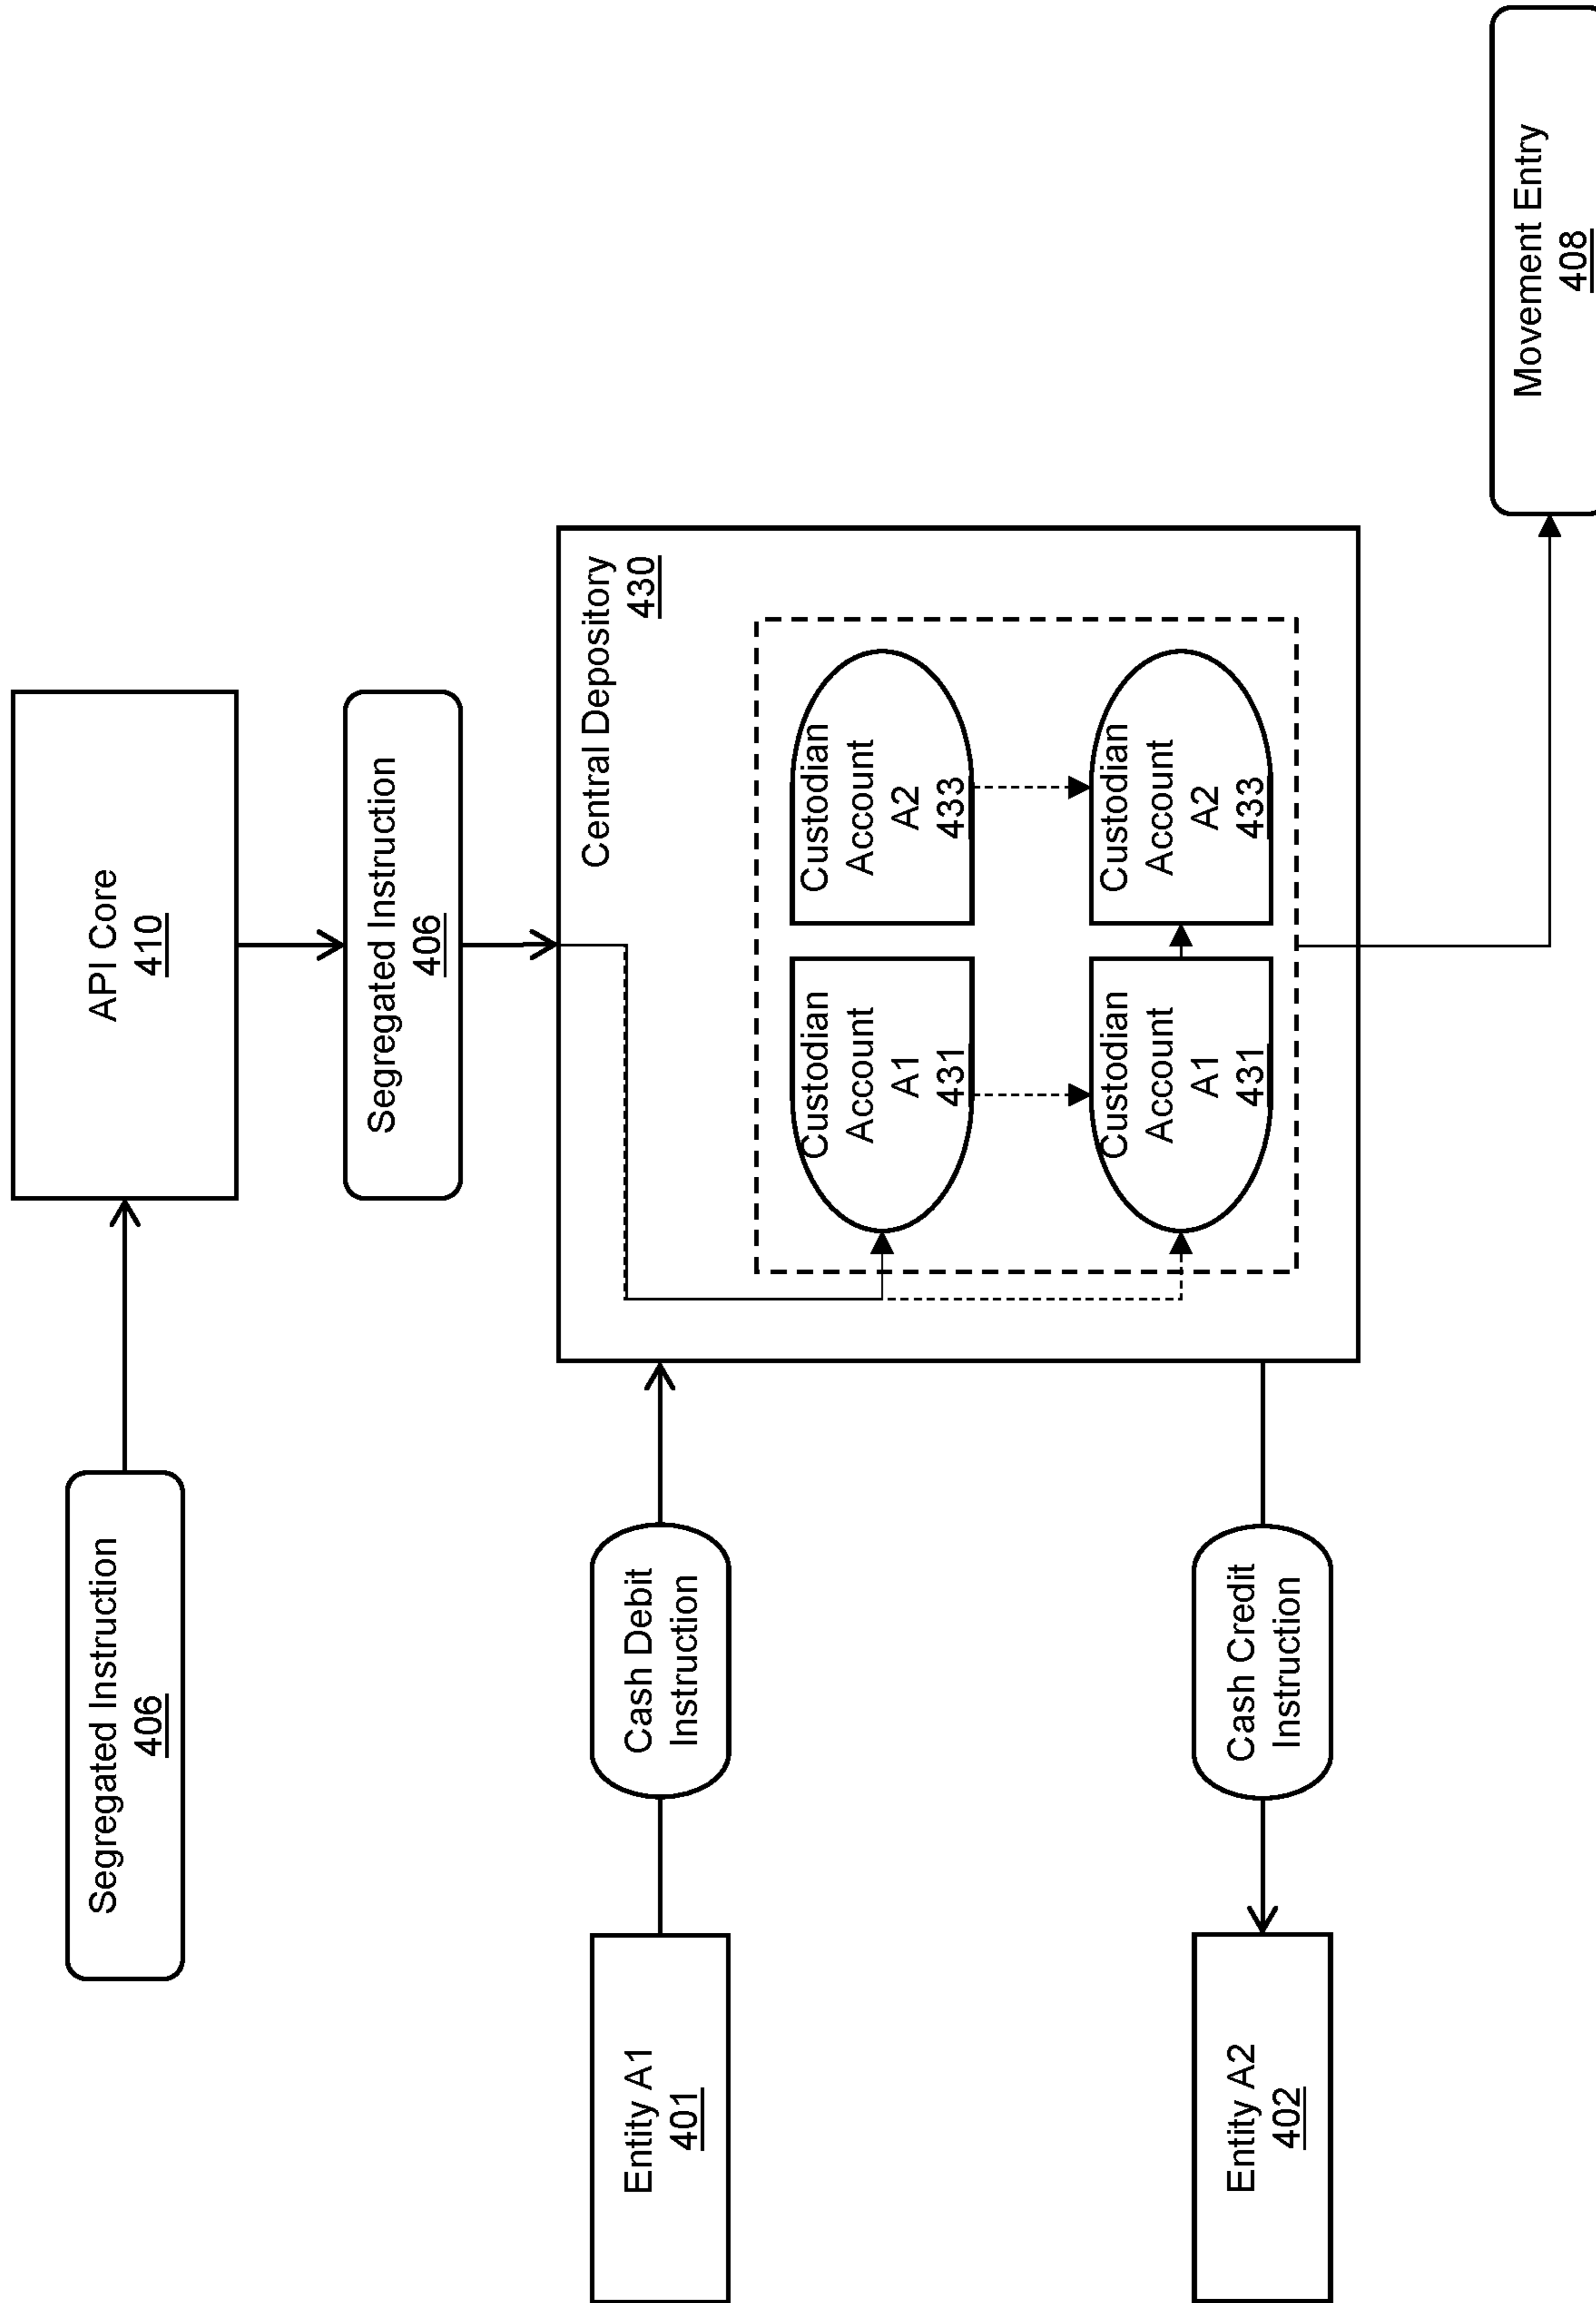 Segregated Instruction
406
API Core
410
Segregated Instruction
406
Central Depository
430
Entity A1
401
Cash Debit
Instruction
Custodian
Account
A1
431
Custodian
Account
A2
433
Custodian
Account
A1
431
Custodian
Account
A2
433
Entity A2
402
Cash Credit
Instruction
Movement Entry
408